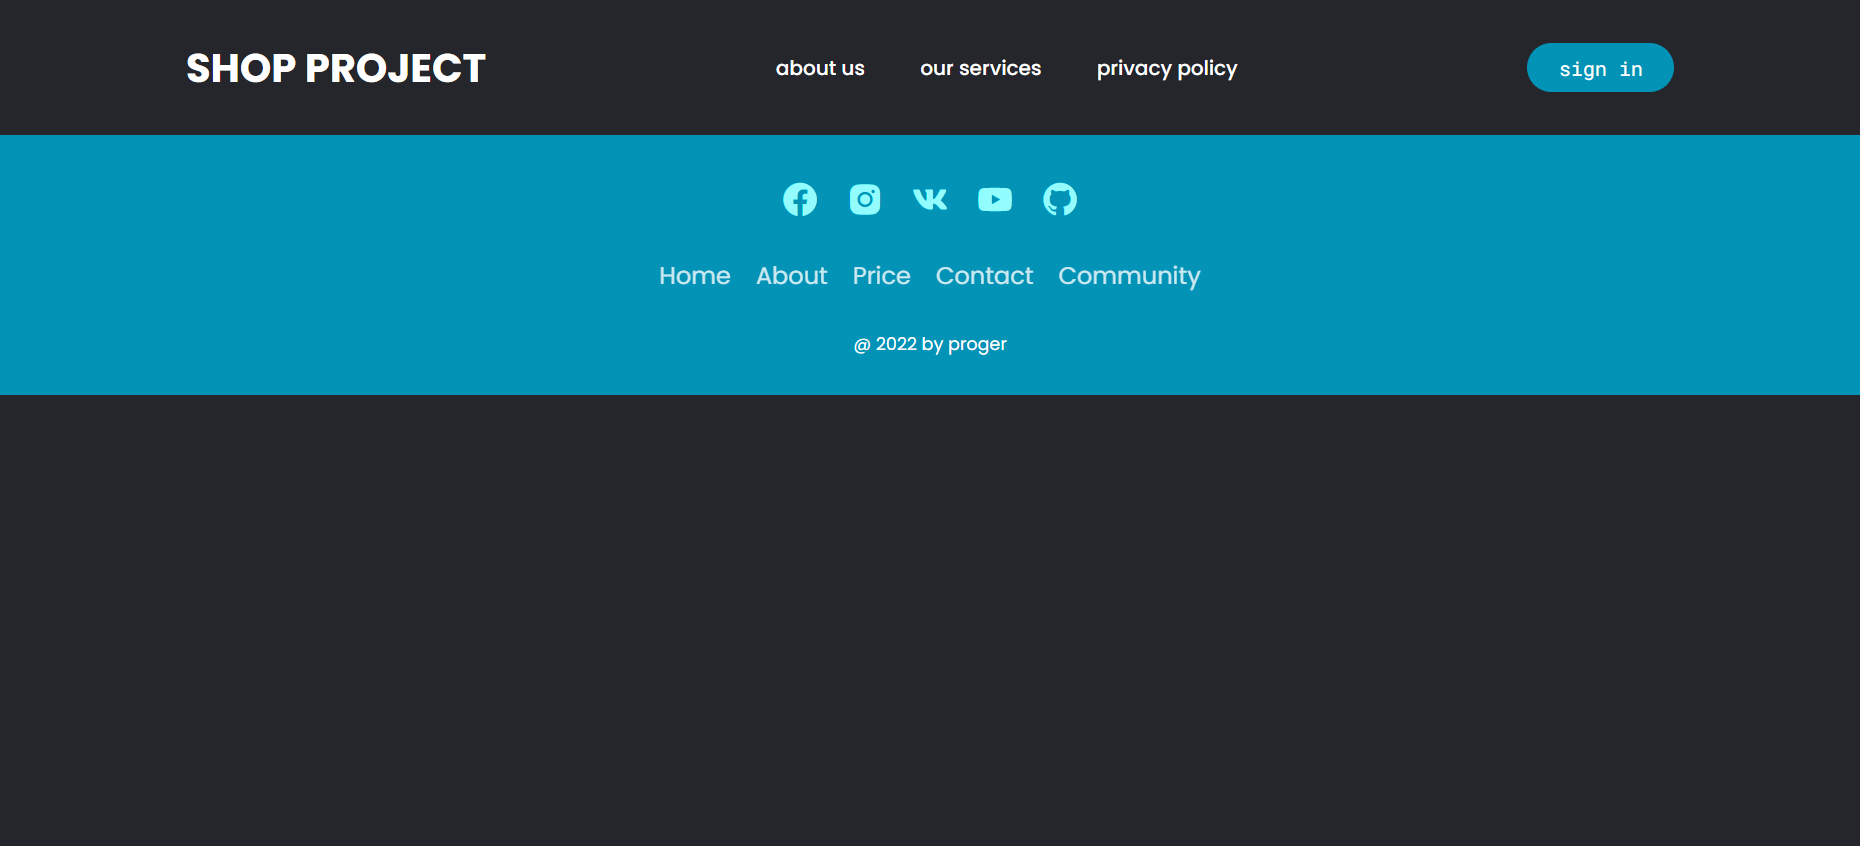 SHOP PROJECT about us our services privacy policy sign in
Home About Price Contact Community
@ 2022 by proger